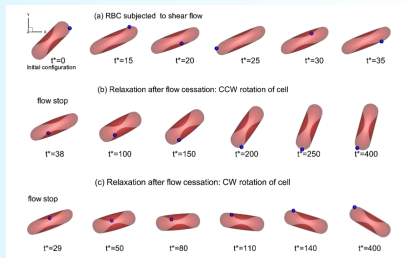 (a) RBC subjected to shear flow
t*=0 t*=15 t*=20 t*=25 t*=30 t*=35
Initial configuration
(b) Relaxation after flow cessation: CCW rotation of cell
flow stop
t*=38 t*=100 t*=150 t*=200 t*=250 t*=400
(c) Relaxation after flow cessation: CW rotation of cell
flow stop
t*=29 t*=50 t*=80 t*=110 t*=140 t*=400